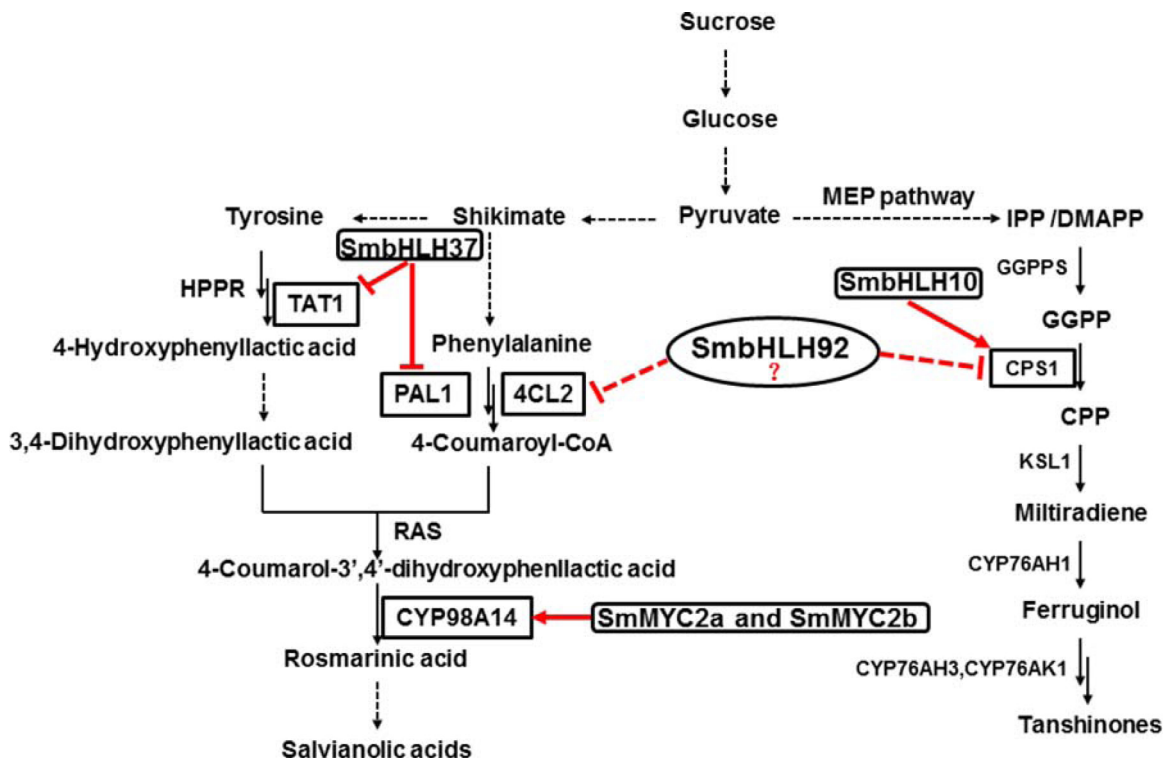 Sucrose
Glucose
MEP pathway
Tyrosine
Shikimate
Pyruvate
IPP /DMAPP
SmbHLH37
GGPPS
HPPR
TAT1
SmbHLH10
GGPP
4-Hydroxyphenyllactic acid
Phenylalanine
SmbHLH92
?
CPS1
PAL1
4CL2
CPP
3,4-Dihydroxyphenyllactic acid
4-Coumaroyl-CoA
KSL1
Miltiradiene
RAS
4-Coumarol-3',4'-dihydroxyphenllactic acid
CYP76AH1
CYP98A14
SmMYC2a and SmMYC2b
Ferruginol
Rosmarinic acid
CYP76AH3,CYP76AK1
Tanshinones
Salvianolic acids